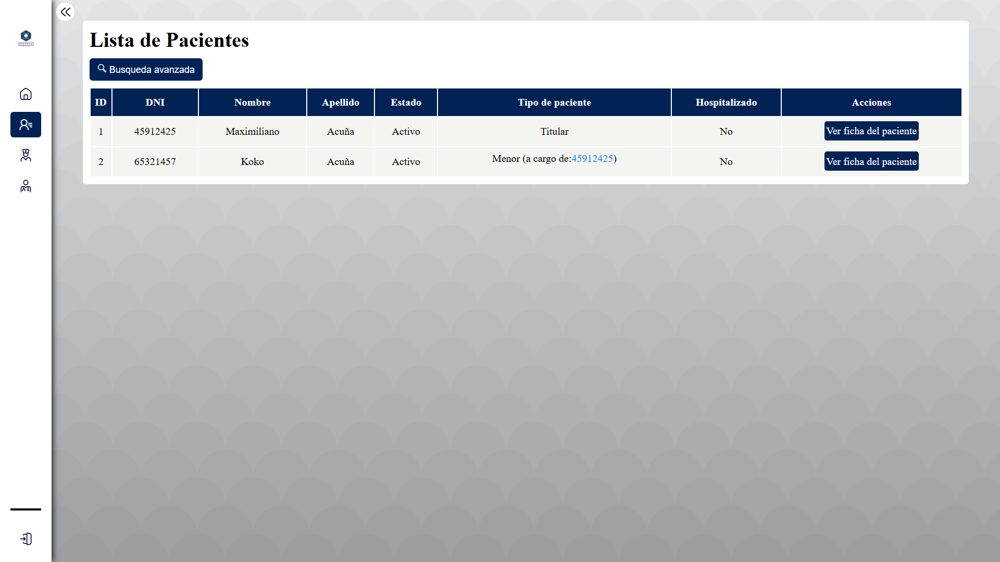 Lista de Pacientes
Busqueda avanzada
ID DNI Nombre Apellido Estado Tipo de paciente Hospitalizado Acciones
1 45912425 Maximiliano Acuña Activo Titular No Ver ficha del paciente
2 65321457 Koko Acuña Activo Menor (a cargo de:45912425) No Ver ficha del paciente